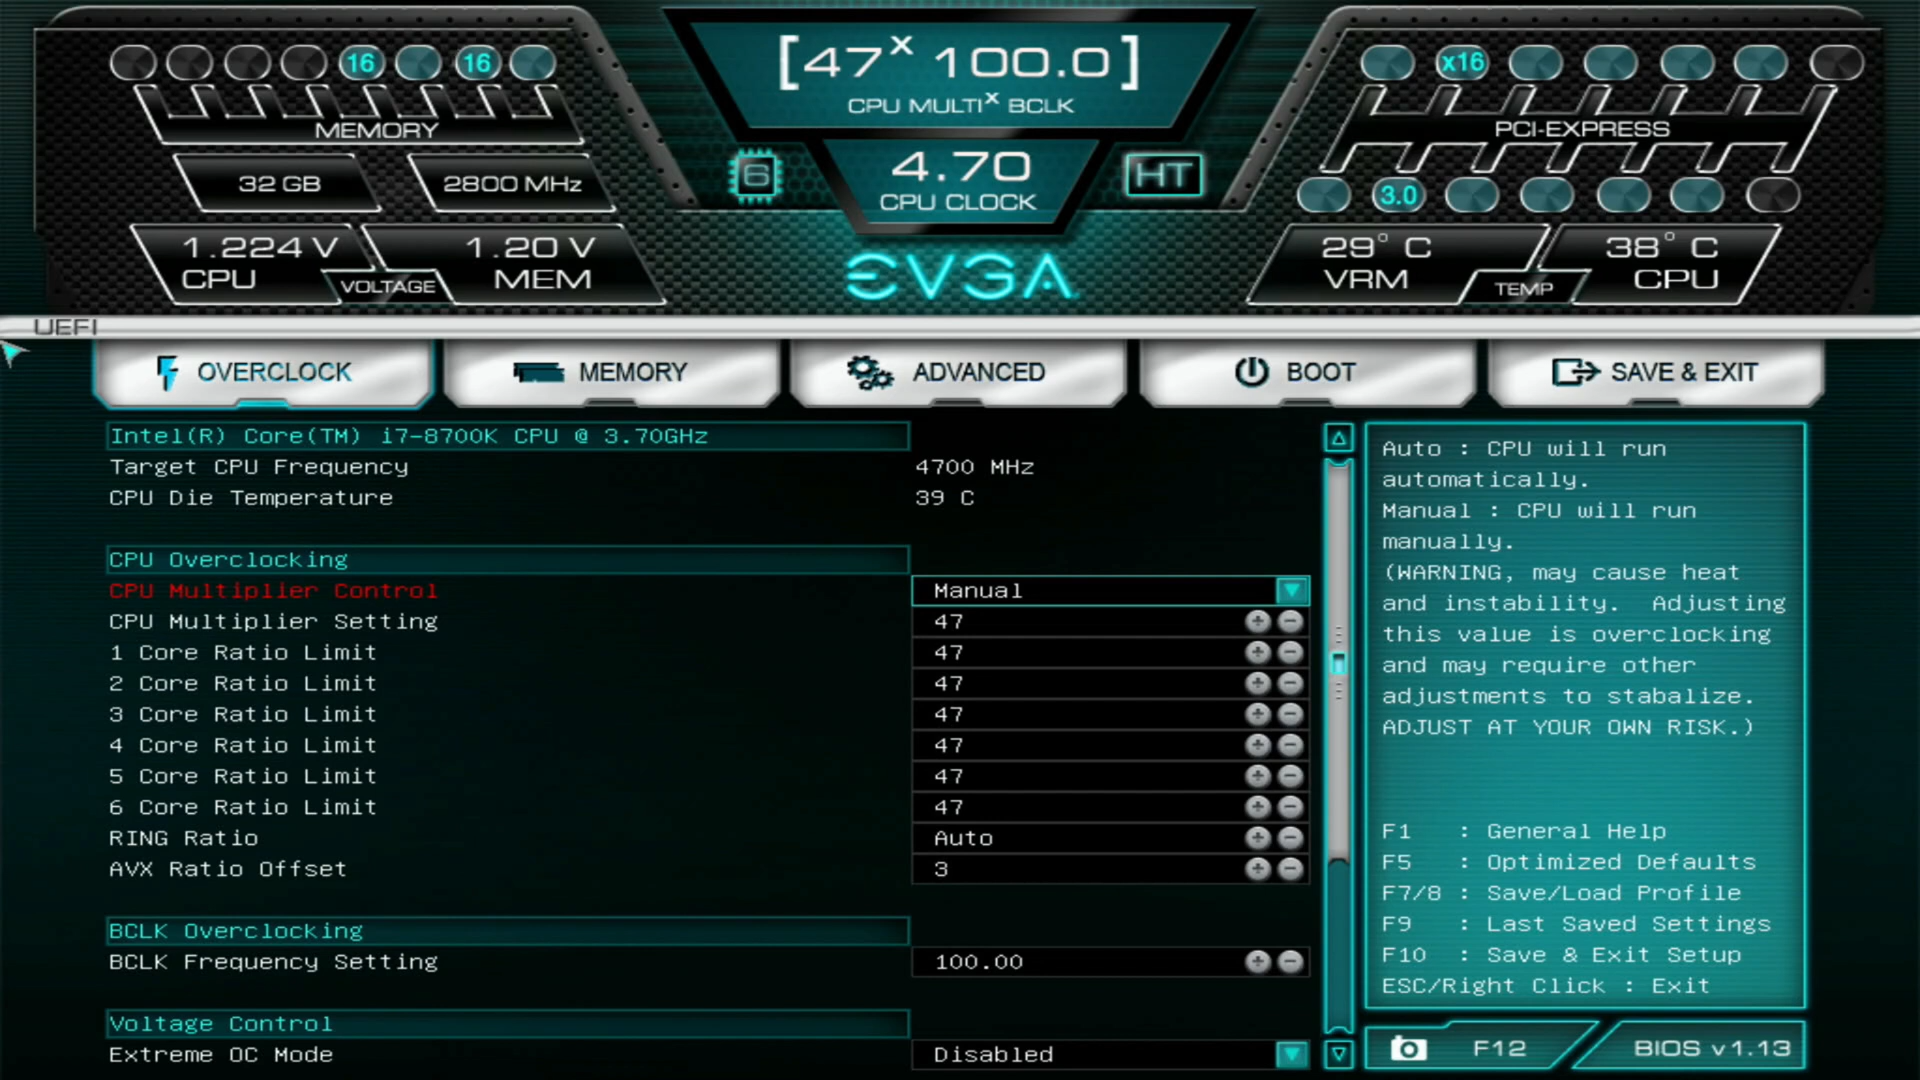 [47x 100.0]
CPU MULTIx BCLK
16 16
MEMORY
32 GB 2800 MHz
1.224 V
CPU
VOLTAGE
1.20 V
MEM
6
4.70
CPU CLOCK
HT
EVGA
x16
PCI-EXPRESS
3.0
29° C
VRM
TEMP
38° C
CPU
UEFI
OVERCLOCK MEMORY ADVANCED BOOT SAVE & EXIT
Intel(R) Core(TM) i7-8700K CPU @ 3.70GHz
Target CPU Frequency 4700 MHz
CPU Die Temperature 39 C
CPU Overclocking
CPU Multiplier Control Manual
CPU Multiplier Setting 47
1 Core Ratio Limit 47
2 Core Ratio Limit 47
3 Core Ratio Limit 47
4 Core Ratio Limit 47
5 Core Ratio Limit 47
6 Core Ratio Limit 47
RING Ratio Auto
AVX Ratio Offset 3
BCLK Overclocking
BCLK Frequency Setting 100.00
Voltage Control
Extreme OC Mode Disabled
Auto : CPU will run
automatically.
Manual : CPU will run
manually.
(WARNING, may cause heat
and instability. Adjusting
this value is overclocking
and may require other
adjustments to stabalize.
ADJUST AT YOUR OWN RISK.)
F1 : General Help
F5 : Optimized Defaults
F7/8 : Save/Load Profile
F9 : Last Saved Settings
F10 : Save & Exit Setup
ESC/Right Click : Exit
F12
BIOS v1.13